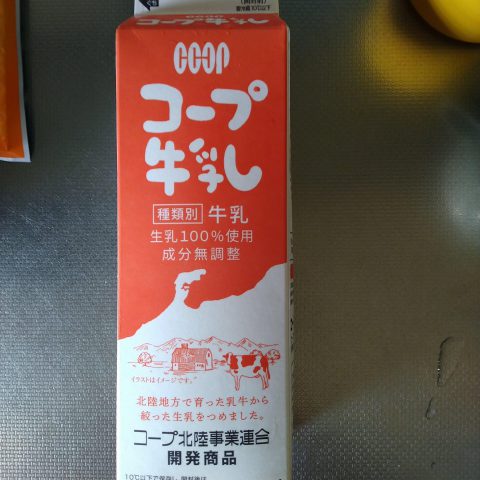 COOP
コープ
牛乳
種類別 牛乳
生乳100%使用
成分無調整
イラストはイメージです。
北陸地方で育った乳牛から
搾った生乳をつめました。
コープ北陸事業連合
開発商品